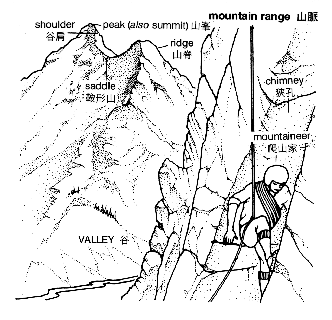 mountain range 山脈
shoulder
谷肩
peak (also summit) 山峯
ridge
山脊
saddle
鞍形山
chimney
狹孔
mountaineer
爬山家
VALLEY 谷